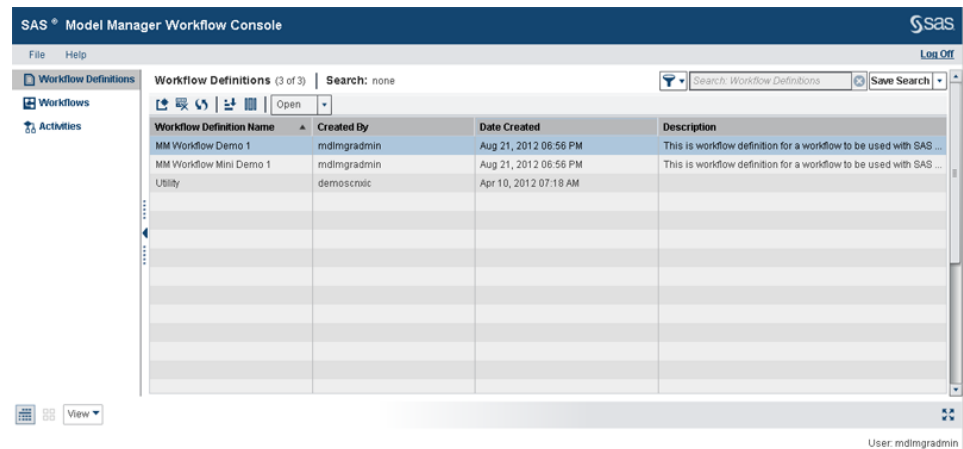 SAS ® Model Manager Workflow Console
sas
File Help Log Off
Workflow Definitions
Workflows
Activities
Workflow Definitions (3 of 3) | Search: none
Search: Workflow Definitions
Save Search
Open
Workflow Definition Name Created By Date Created Description
MM Workflow Demo 1 mdlmgradmin Aug 21, 2012 06:56 PM This is workflow definition for a workflow to be used with SAS ...
MM Workflow Mini Demo 1 mdlmgradmin Aug 21, 2012 06:56 PM This is workflow definition for a workflow to be used with SAS ...
Utility demoscnxic Apr 10, 2012 07:18 AM
View
User: mdlmgradmin